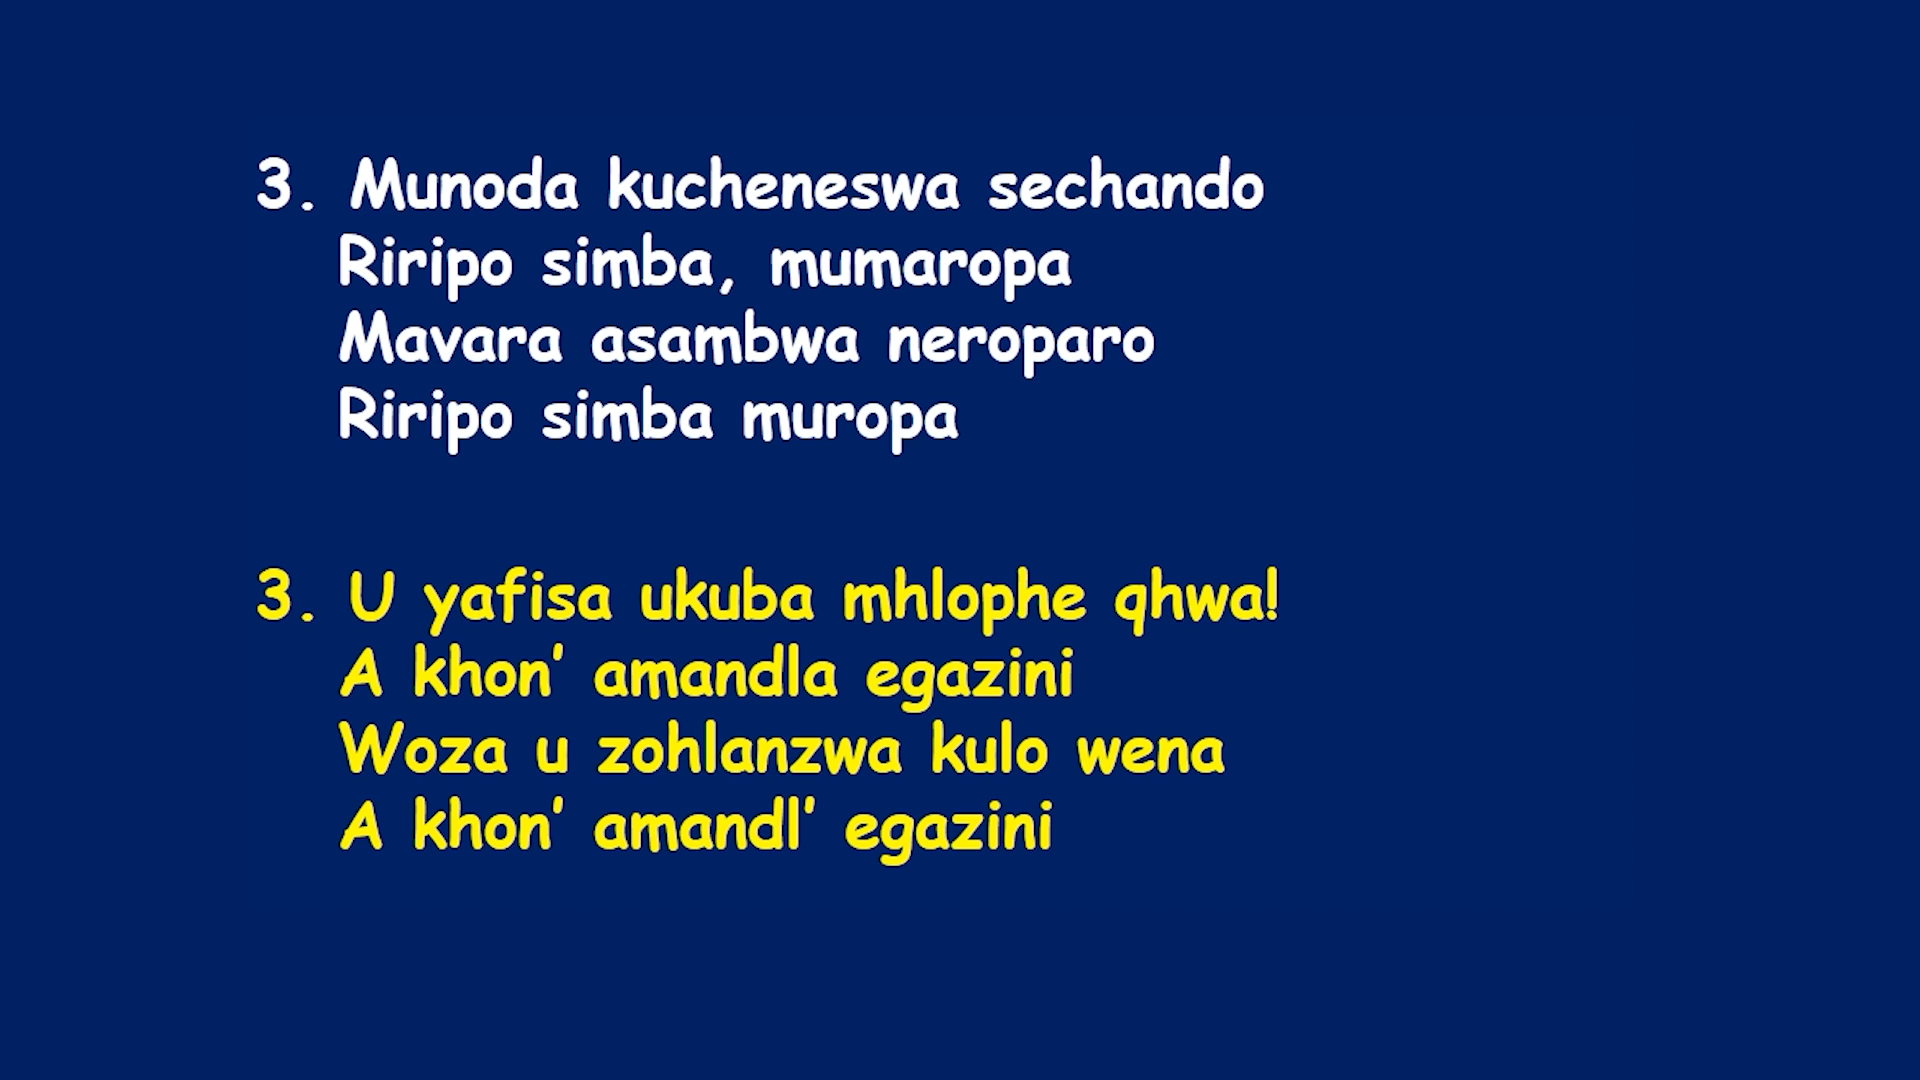 3. Munoda kucheneswa sechando
Riripo simba, mumaropa
Mavara asambwa neroparo
Riripo simba muropa
3. U yafisa ukuba mhlophe qhwa!
A khon’ amandla egazini
Woza u zohlanzwa kulo wena
A khon’ amandl’ egazini